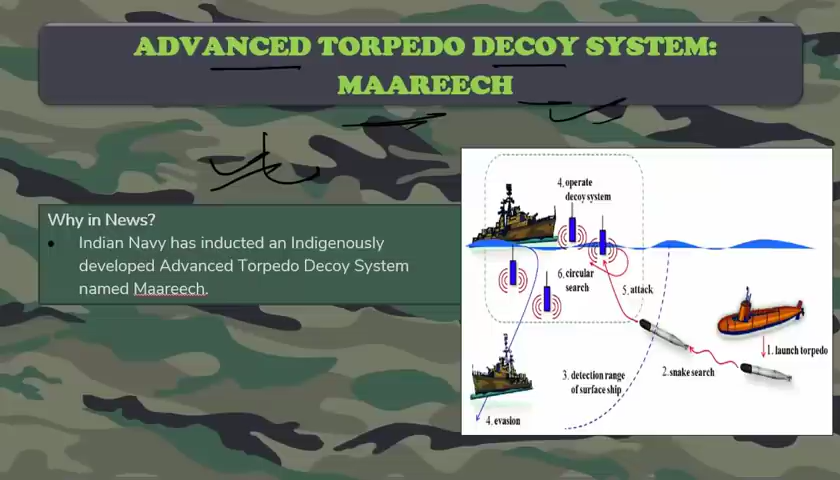 ADVANCED TORPEDO DECOY SYSTEM:
MAAREECH
Why in News?
● Indian Navy has inducted an Indigenously
developed Advanced Torpedo Decoy System
named Maareech.
4. operate
decoy system
6. circular
search
5. attack
1. launch torpedo
2. snake search
3. detection range
of surface ship
4. evasion